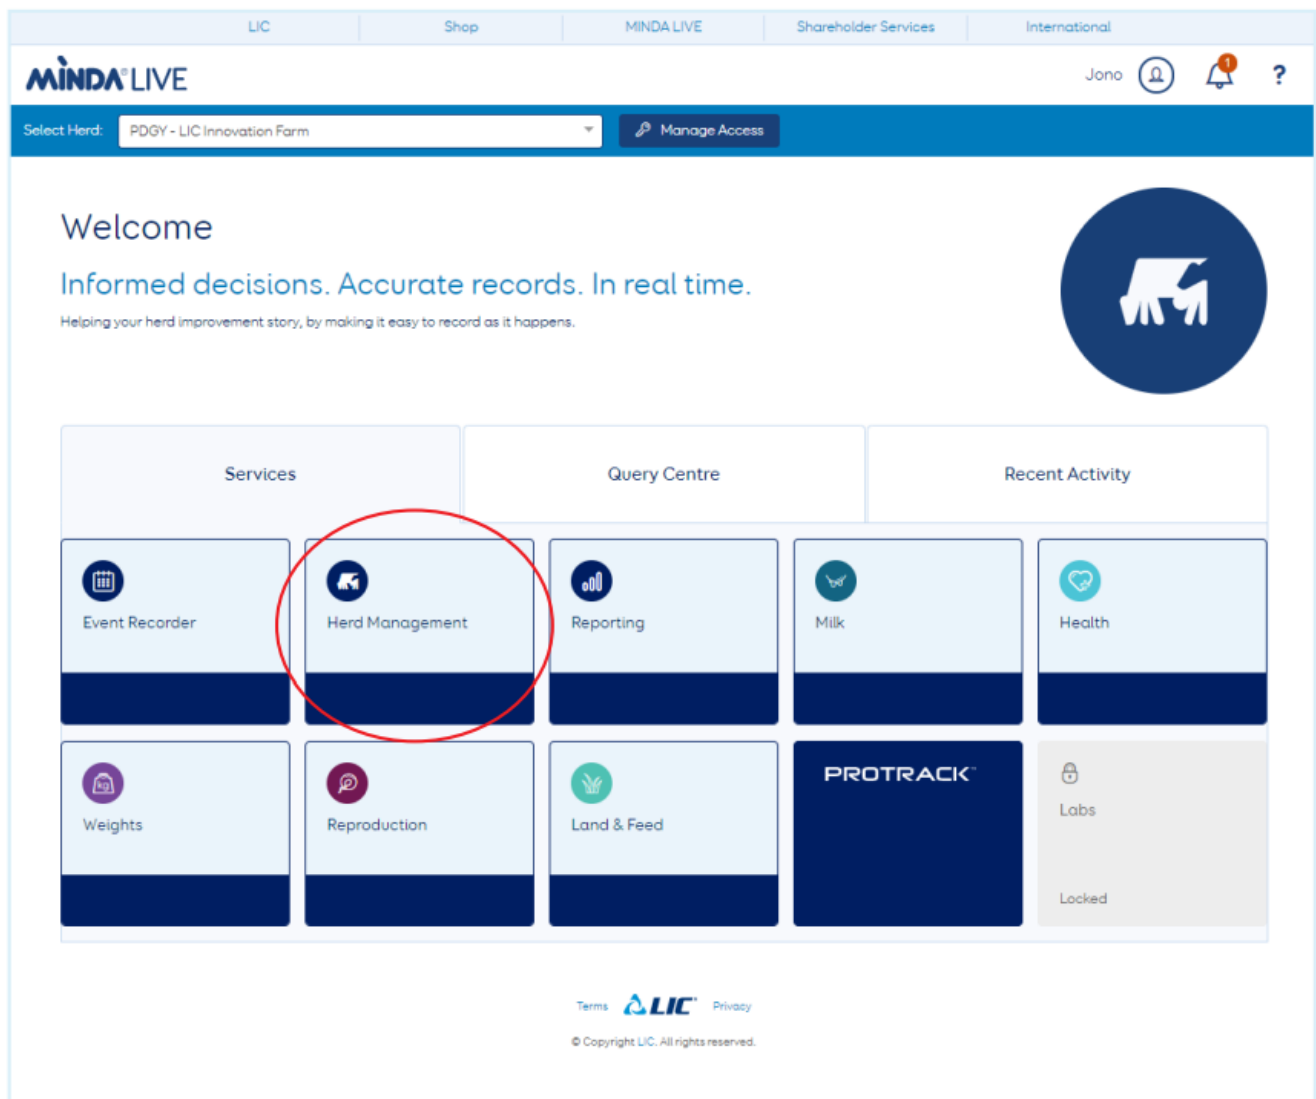 LIC Shop MINDA LIVE Shareholder Services International
MINDA® LIVE Jono 1 ?
Select Herd: PDGY - LIC Innovation Farm Manage Access
Welcome
Informed decisions. Accurate records. In real time.
Helping your herd improvement story, by making it easy to record as it happens.
Services Query Centre Recent Activity
Event Recorder Herd Management Reporting Milk Health
kg PROTRACK™
Weights Reproduction Land & Feed Labs
Locked
Terms LIC® Privacy
© Copyright LIC. All rights reserved.